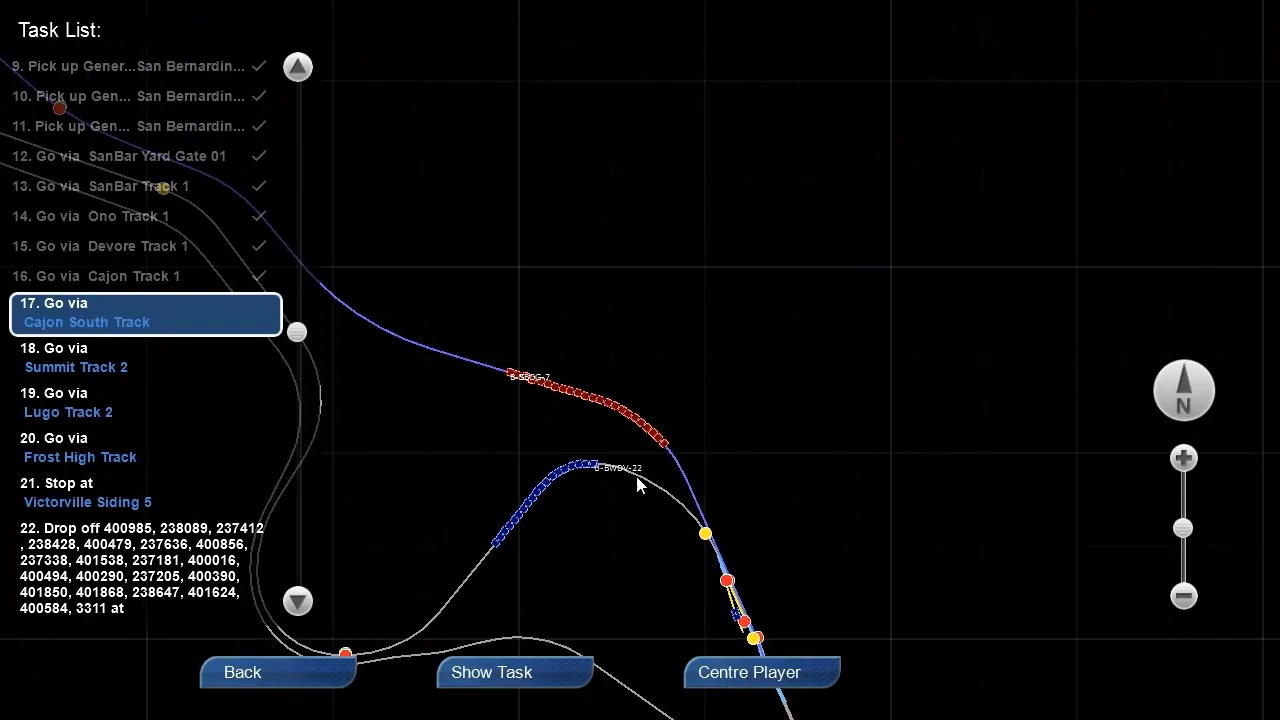 Task List:
9. Pick up Gener...San Bernardin...
10. Pick up Gen... San Bernardin...
11. Pick up Gen... San Bernardin...
12. Go via SanBar Yard Gate 01
13. Go via SanBar Track 1
14. Go via Ono Track 1
15. Go via Devore Track 1
16. Go via Cajon Track 1
17. Go via
Cajon South Track
18. Go via
Summit Track 2
19. Go via
Lugo Track 2
20. Go via
Frost High Track
21. Stop at
Victorville Siding 5
22. Drop off 400985, 238089, 237412
, 238428, 400479, 237636, 400856,
237338, 401538, 237181, 400016,
400494, 400290, 237205, 400390,
401850, 401868, 238647, 401624,
400584, 3311 at
N
Back
Show Task
Centre Player